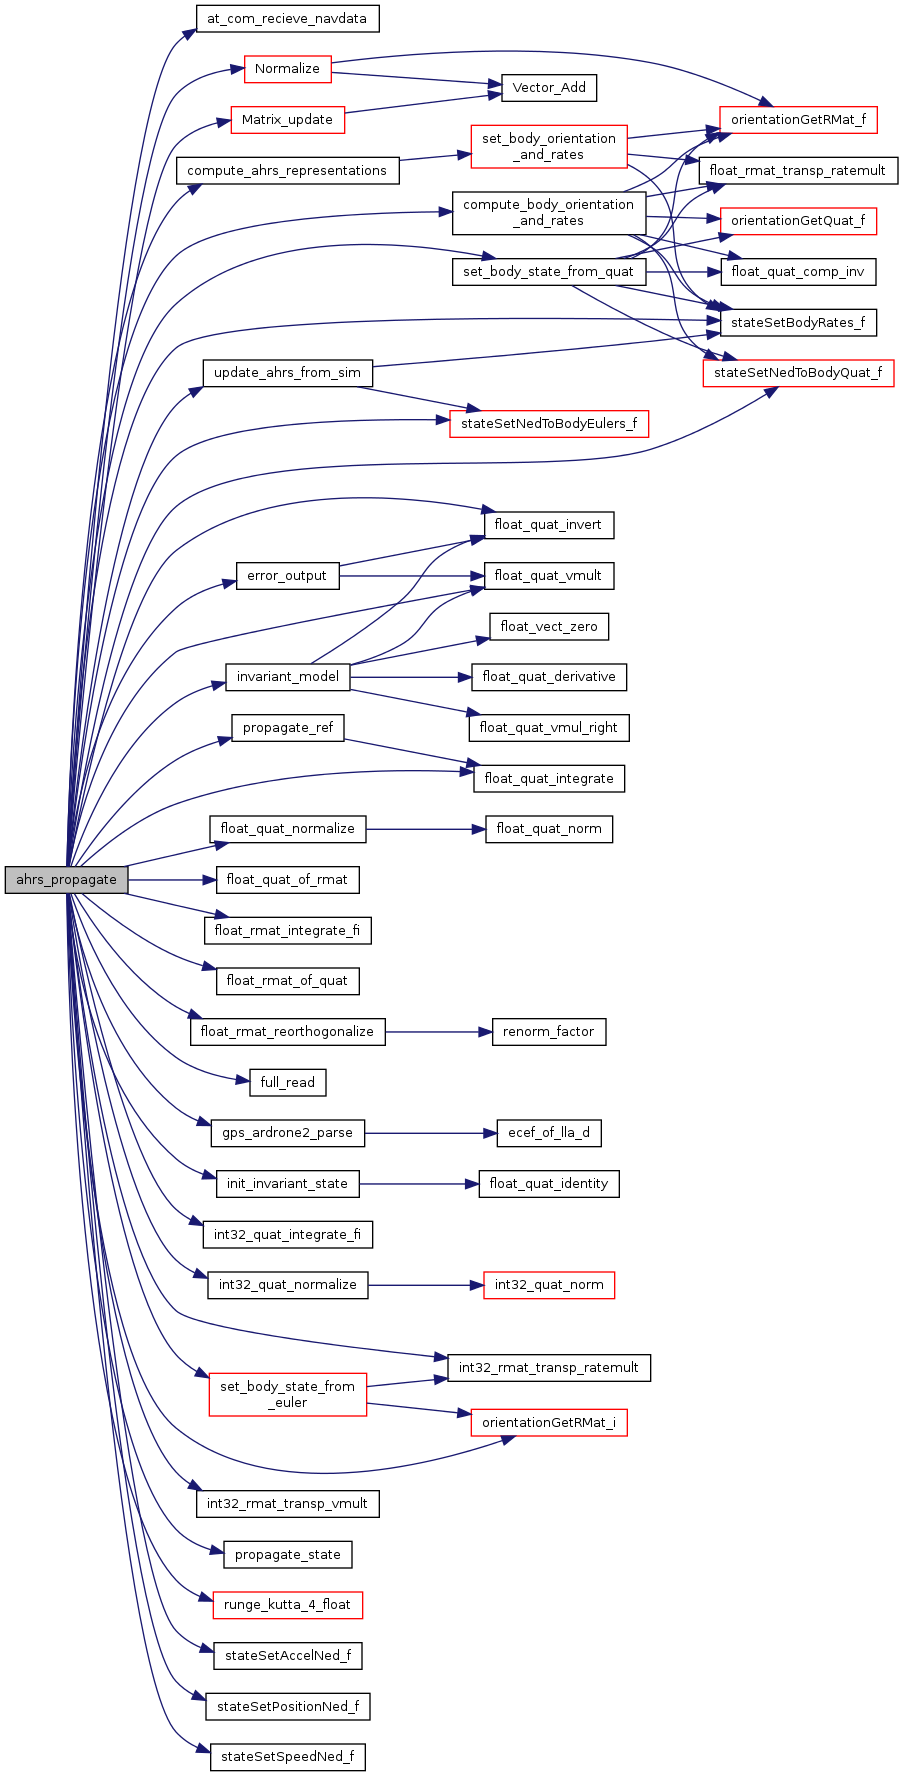 at_com_recieve_navdata
Normalize
Vector_Add
Matrix_update
orientationGetRMat_f
set_body_orientation
_and_rates
compute_ahrs_representations
float_rmat_transp_ratemult
compute_body_orientation
_and_rates
orientationGetQuat_f
set_body_state_from_quat
float_quat_comp_inv
stateSetBodyRates_f
update_ahrs_from_sim
stateSetNedToBodyQuat_f
stateSetNedToBodyEulers_f
float_quat_invert
error_output
float_quat_vmult
float_vect_zero
invariant_model
float_quat_derivative
propagate_ref
float_quat_vmul_right
float_quat_integrate
float_quat_normalize
float_quat_norm
ahrs_propagate
float_quat_of_rmat
float_rmat_integrate_fi
float_rmat_of_quat
float_rmat_reorthogonalize
renorm_factor
full_read
gps_ardrone2_parse
ecef_of_lla_d
init_invariant_state
float_quat_identity
int32_quat_integrate_fi
int32_quat_normalize
int32_quat_norm
int32_rmat_transp_ratemult
set_body_state_from
_euler
orientationGetRMat_i
int32_rmat_transp_vmult
propagate_state
runge_kutta_4_float
stateSetAccelNed_f
stateSetPositionNed_f
stateSetSpeedNed_f